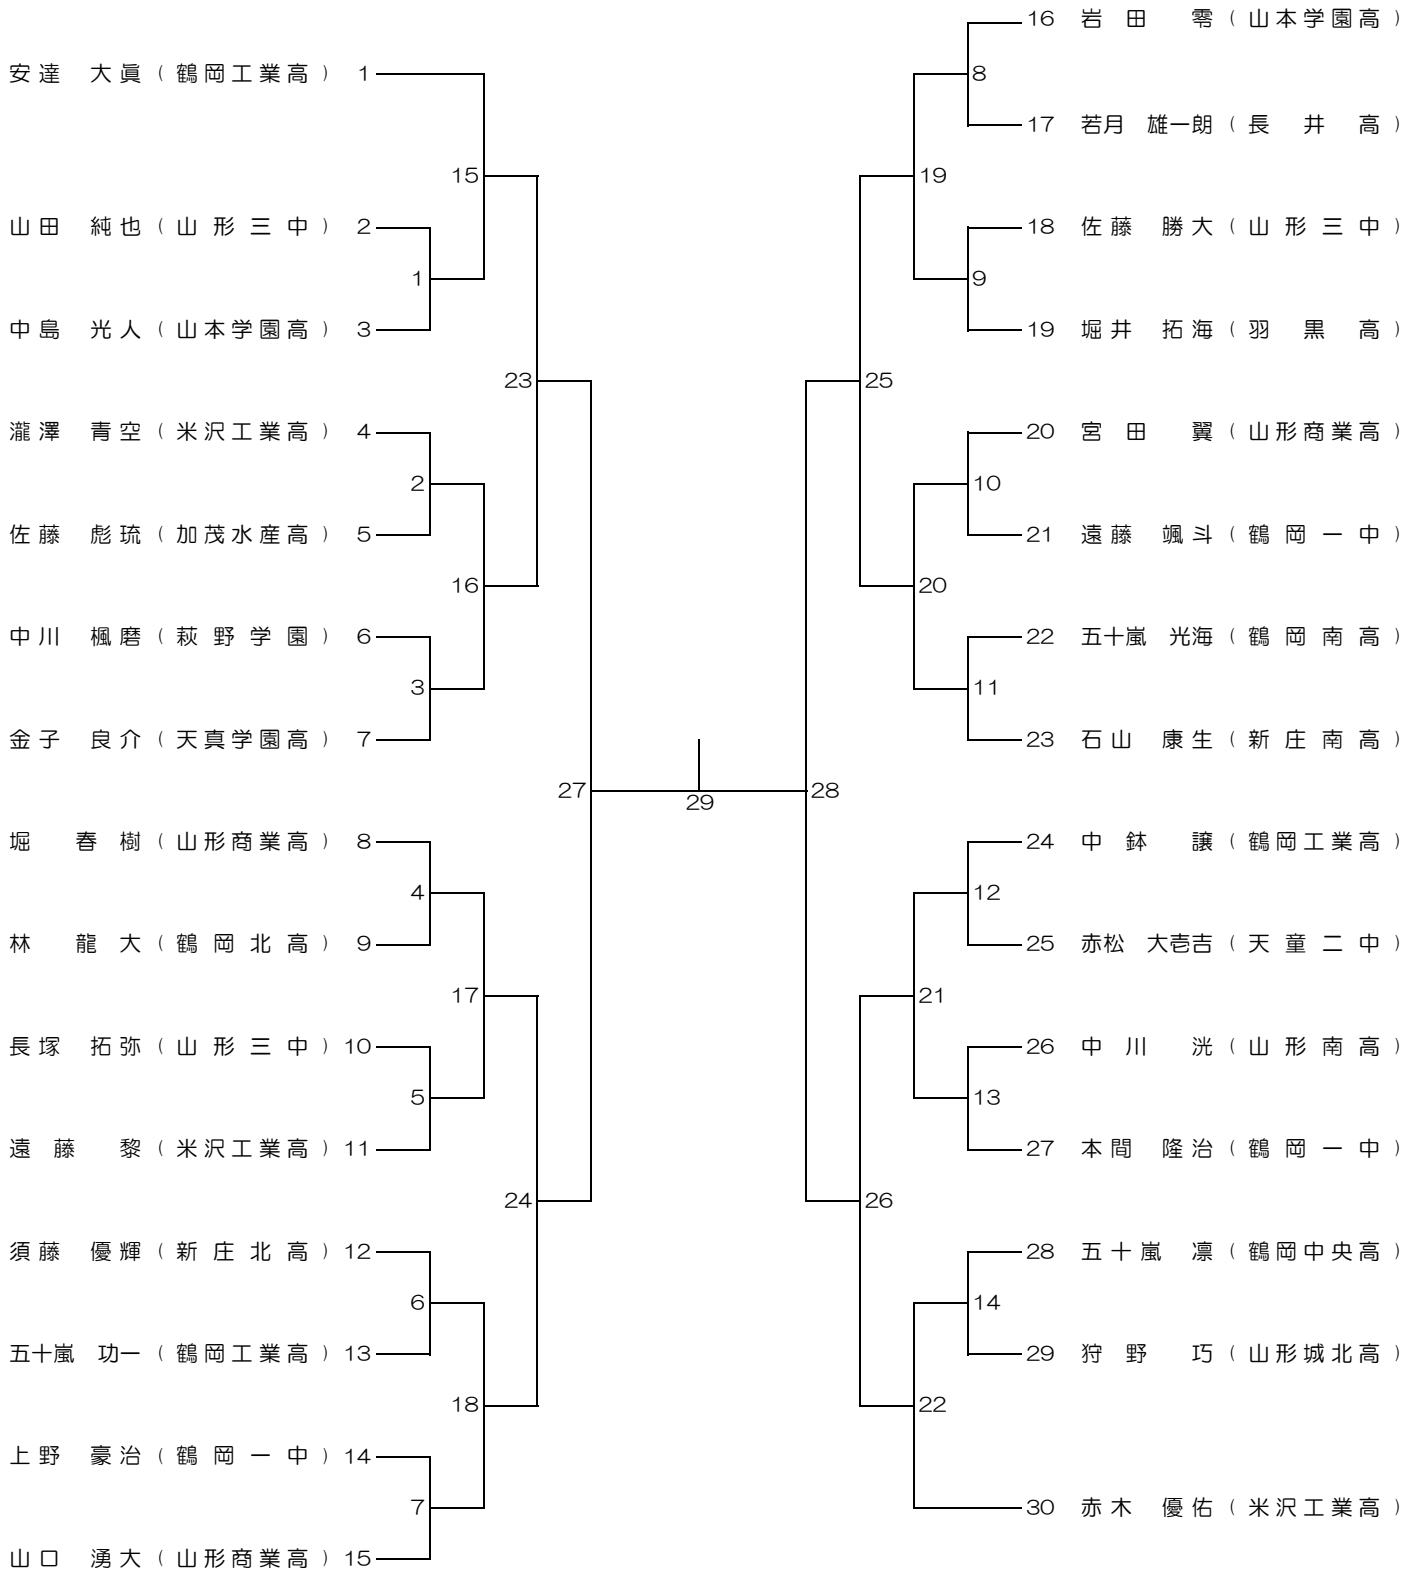 安達 大眞 (鶴岡工業高) 1
15
山田 純也 (山形三中) 2
1
中島 光人 (山本学園高) 3
23
瀧澤 青空 (米沢工業高) 4
2
佐藤 彪琉 (加茂水産高) 5
16
中川 楓磨 (萩野学園) 6
3
金子 良介 (天真学園高) 7
27
堀 春樹 (山形商業高) 8
4
林 龍大 (鶴岡北高) 9
17
長塚 拓弥 (山形三中) 10
5
遠藤 黎 (米沢工業高) 11
24
須藤 優輝 (新庄北高) 12
6
五十嵐 功一 (鶴岡工業高) 13
18
上野 豪治 (鶴岡一中) 14
7
山口 湧大 (山形商業高) 15
29
16 岩田 零 (山本学園高)
8
17 若月 雄一朗 (長井高)
19
18 佐藤 勝大 (山形三中)
9
19 堀井 拓海 (羽黒高)
25
20 宮田 翼 (山形商業高)
10
21 遠藤 颯斗 (鶴岡一中)
20
22 五十嵐 光海 (鶴岡南高)
11
23 石山 康生 (新庄南高)
28
24 中鉢 譲 (鶴岡工業高)
12
25 赤松 大壱吉 (天童二中)
21
26 中川 洸 (山形南高)
13
27 本間 隆治 (鶴岡一中)
26
28 五十嵐 凛 (鶴岡中央高)
14
29 狩野 巧 (山形城北高)
22
30 赤木 優佑 (米沢工業高)